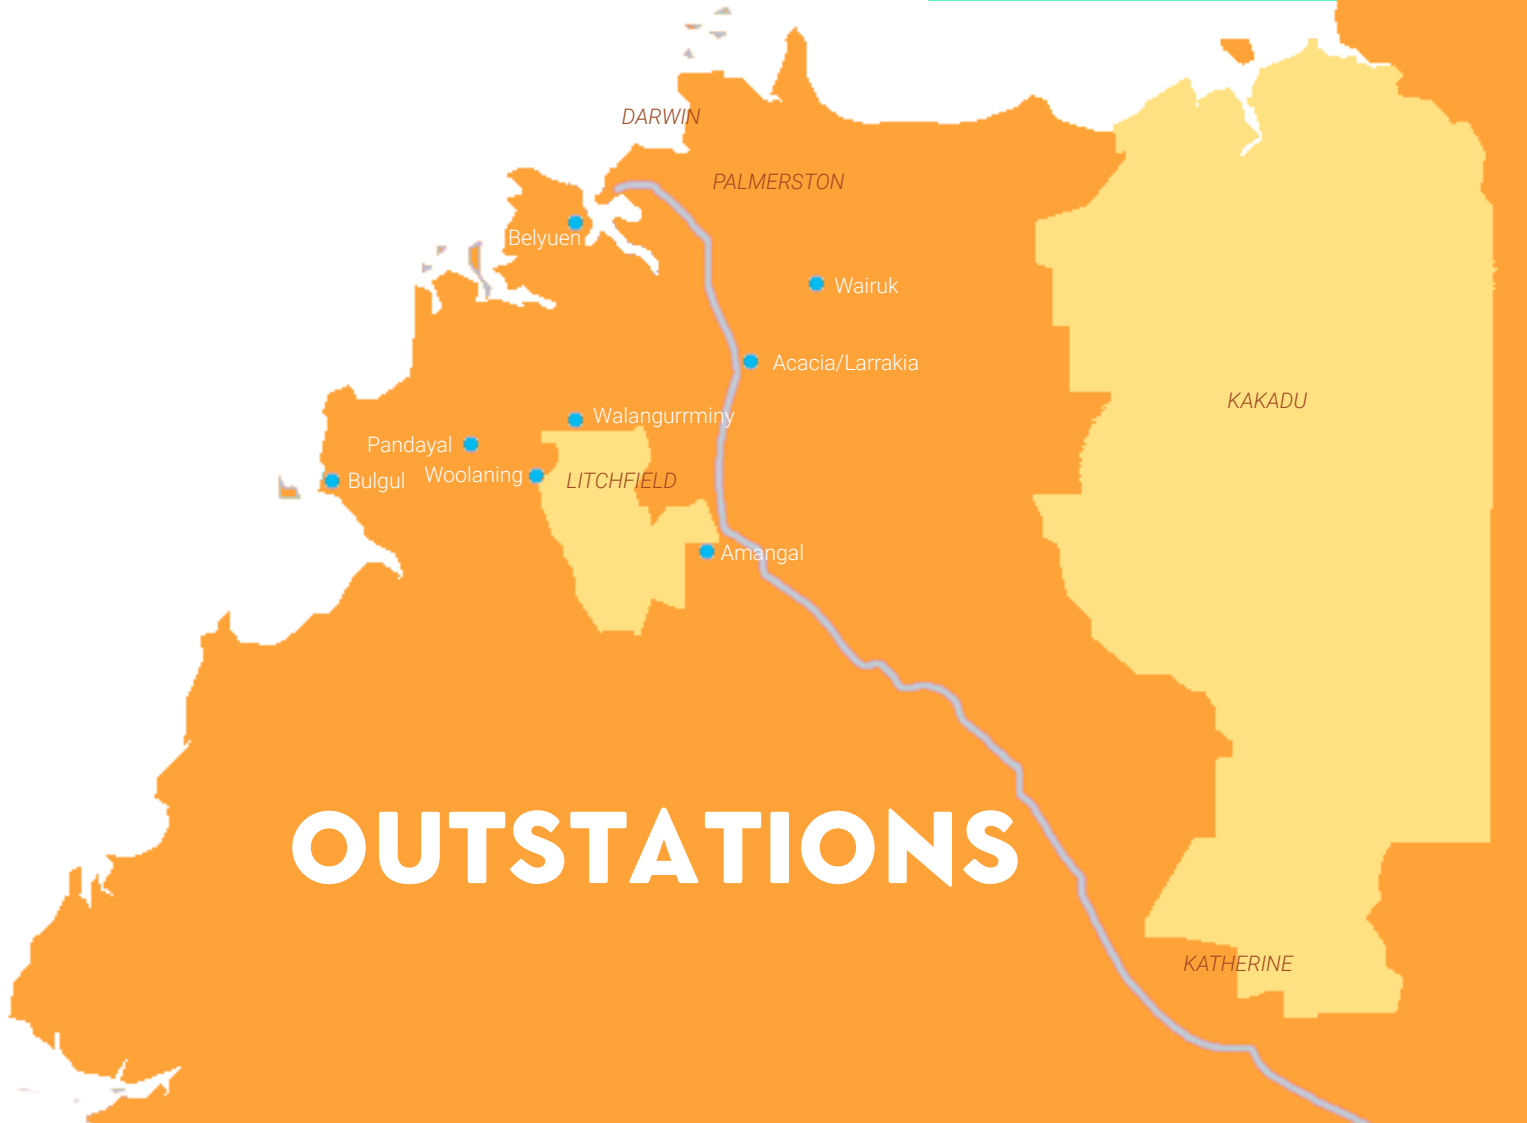 DARWIN
PALMERSTON
Belyuen
Wairuk
Acacia/Larrakia
KAKADU
Walangurrminy
Pandayal
Woolaning
LITCHFIELD
Bulgul
Amangal
OUTSTATIONS
KATHERINE